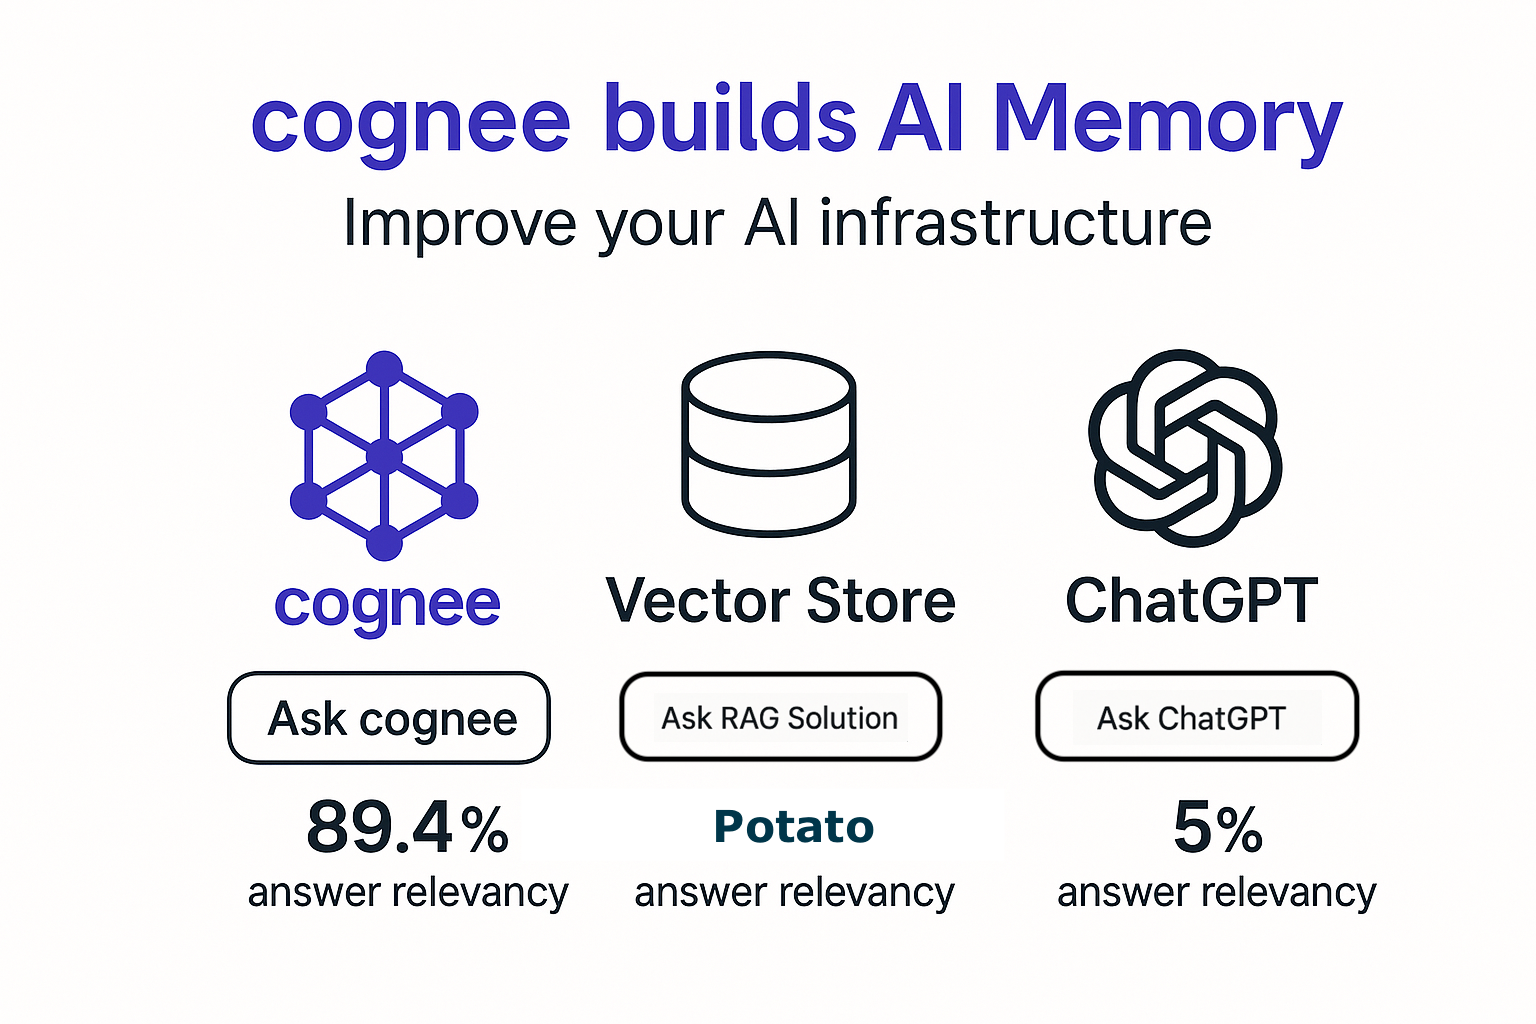 cognee builds AI Memory
Improve your AI infrastructure
cognee
Vector Store
ChatGPT
Ask cognee
Ask RAG Solution
Ask ChatGPT
89.4%
Potato
5%
answer relevancy
answer relevancy
answer relevancy